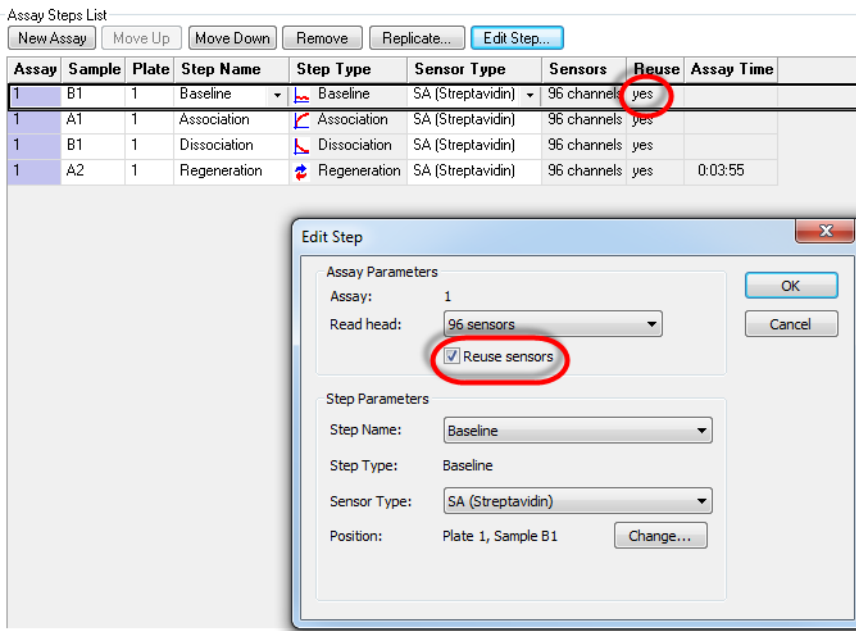 Assay Steps List
New Assay Move Up Move Down Remove Replicate... Edit Step...
Assay Sample Plate Step Name Step Type Sensor Type Sensors Reuse Assay Time
1 B1 1 Baseline Baseline SA (Streptavidin) 96 channels yes
1 A1 1 Association Association SA (Streptavidin) 96 channels yes
1 B1 1 Dissociation Dissociation SA (Streptavidin) 96 channels yes
1 A2 1 Regeneration Regeneration SA (Streptavidin) 96 channels yes 0:03:55
Edit Step
Assay Parameters
Assay: 1
OK
Read head: 96 sensors
Cancel
Reuse sensors
Step Parameters
Step Name: Baseline
Step Type: Baseline
Sensor Type: SA (Streptavidin)
Position: Plate 1, Sample B1 Change...